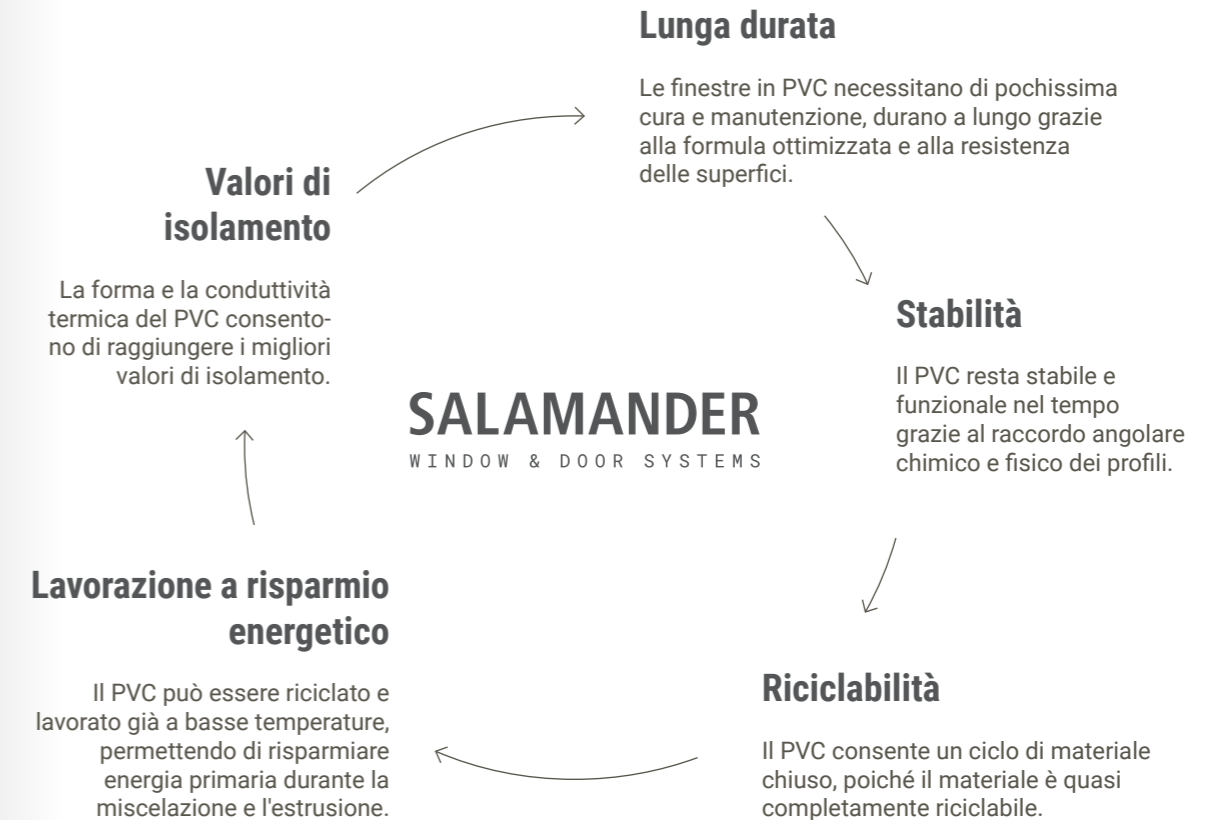 Lunga durata
Le finestre in PVC necessitano di pochissima
cura e manutenzione, durano a lungo grazie
alla formula ottimizzata e alla resistenza
delle superfici.
Stabilità
Il PVC resta stabile e
funzionale nel tempo
grazie al raccordo angolare
chimico e fisico dei profili.
Riciclabilità
Il PVC consente un ciclo di materiale
chiuso, poiché il materiale è quasi
completamente riciclabile.
Lavorazione a risparmio
energetico
Il PVC può essere riciclato e
lavorato già a basse temperature,
permettendo di risparmiare
energia primaria durante la
miscelazione e l'estrusione.
Valori di
isolamento
La forma e la conduttività
termica del PVC consento-
no di raggiungere i migliori
valori di isolamento.
SALAMANDER
WINDOW & DOOR SYSTEMS